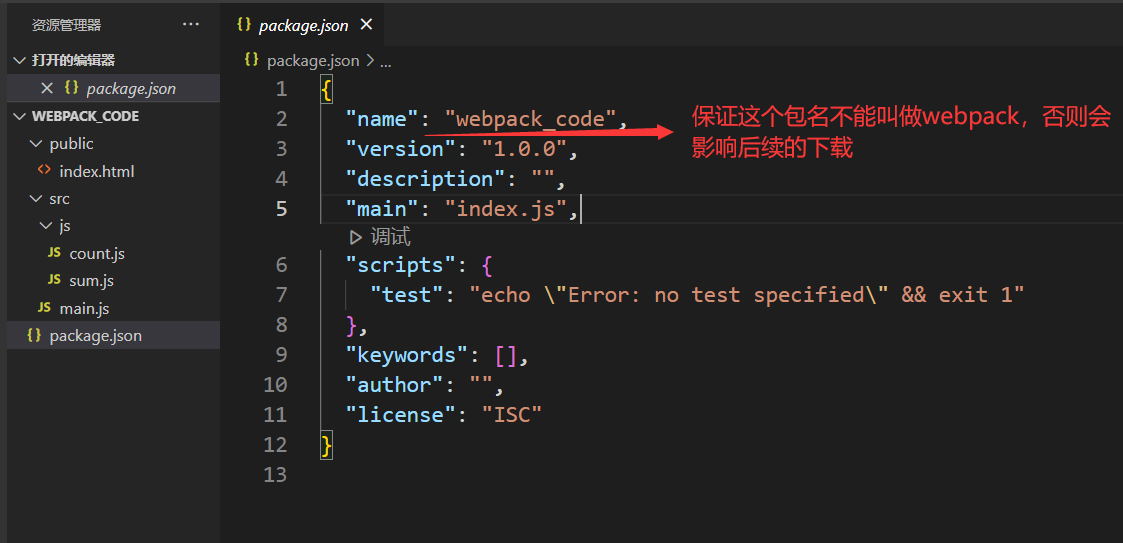 资源管理器 ...
打开的编辑器
{} package.json
WEBPACK_CODE
public
<> index.html
src
js
JS count.js
JS sum.js
JS main.js
{} package.json
{} package.json ×
{} package.json > ...
1 {
2 "name": "webpack_code",
3 "version": "1.0.0",
4 "description": "",
5 "main": "index.js",
调试
6 "scripts": {
7 "test": "echo \"Error: no test specified\" && exit 1"
8 },
9 "keywords": [],
10 "author": "",
11 "license": "ISC"
12 }
13
保证这个包名不能叫做webpack，否则会
影响后续的下载